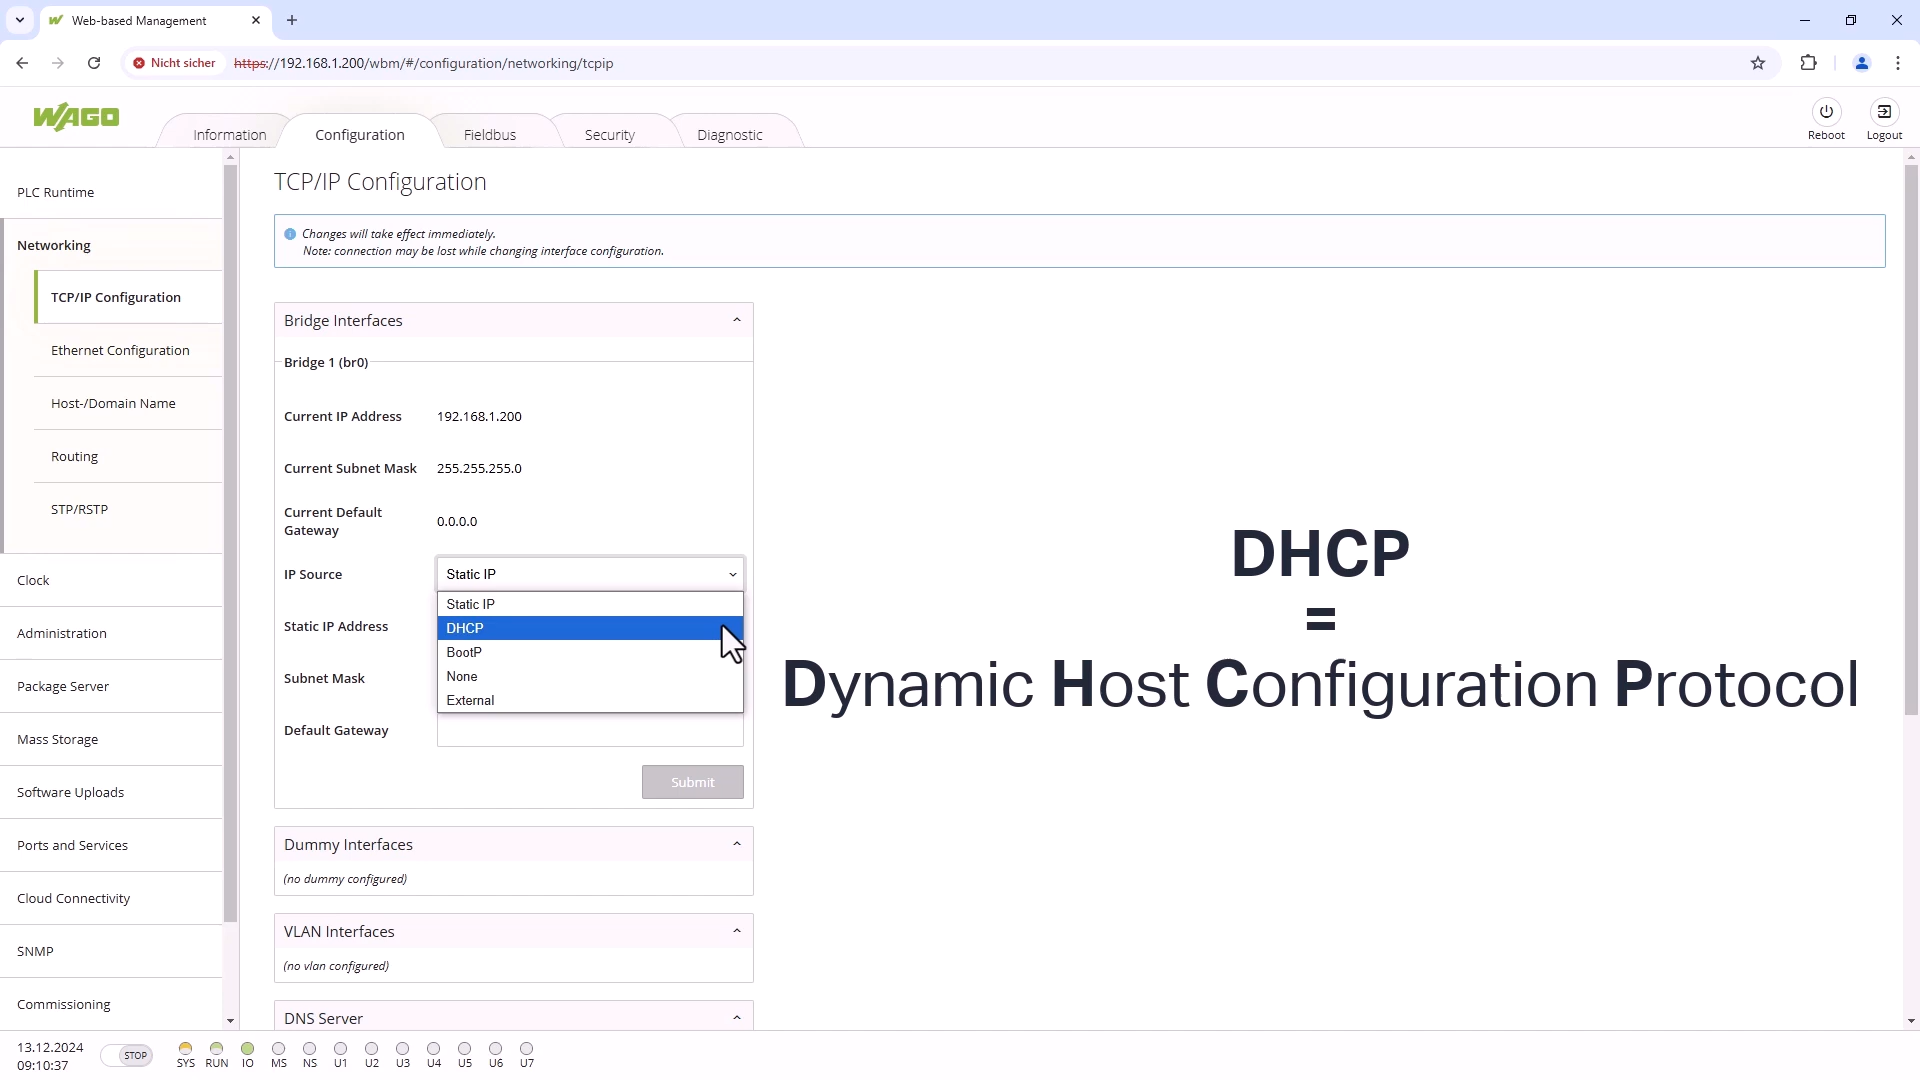 Web-based Management
Nicht sicher
https://192.168.1.200/wbm/#/configuration/networking/tcpip
WAGO
Information
Configuration
Fieldbus
Security
Diagnostic
Reboot
Logout
PLC Runtime
Networking
TCP/IP Configuration
Ethernet Configuration
Host-/Domain Name
Routing
STP/RSTP
Clock
Administration
Package Server
Mass Storage
Software Uploads
Ports and Services
Cloud Connectivity
SNMP
Commissioning
TCP/IP Configuration
Changes will take effect immediately.
Note: connection may be lost while changing interface configuration.
Bridge Interfaces
Bridge 1 (br0)
Current IP Address 192.168.1.200
Current Subnet Mask 255.255.255.0
Current Default
Gateway
0.0.0.0
IP Source Static IP
Static IP
DHCP
BootP
None
External
Static IP Address
Subnet Mask
Default Gateway
Submit
Dummy Interfaces
(no dummy configured)
VLAN Interfaces
(no vlan configured)
DNS Server
DHCP
=
Dynamic Host Configuration Protocol
13.12.2024
09:10:37
STOP
SYS RUN IO MS NS U1 U2 U3 U4 U5 U6 U7